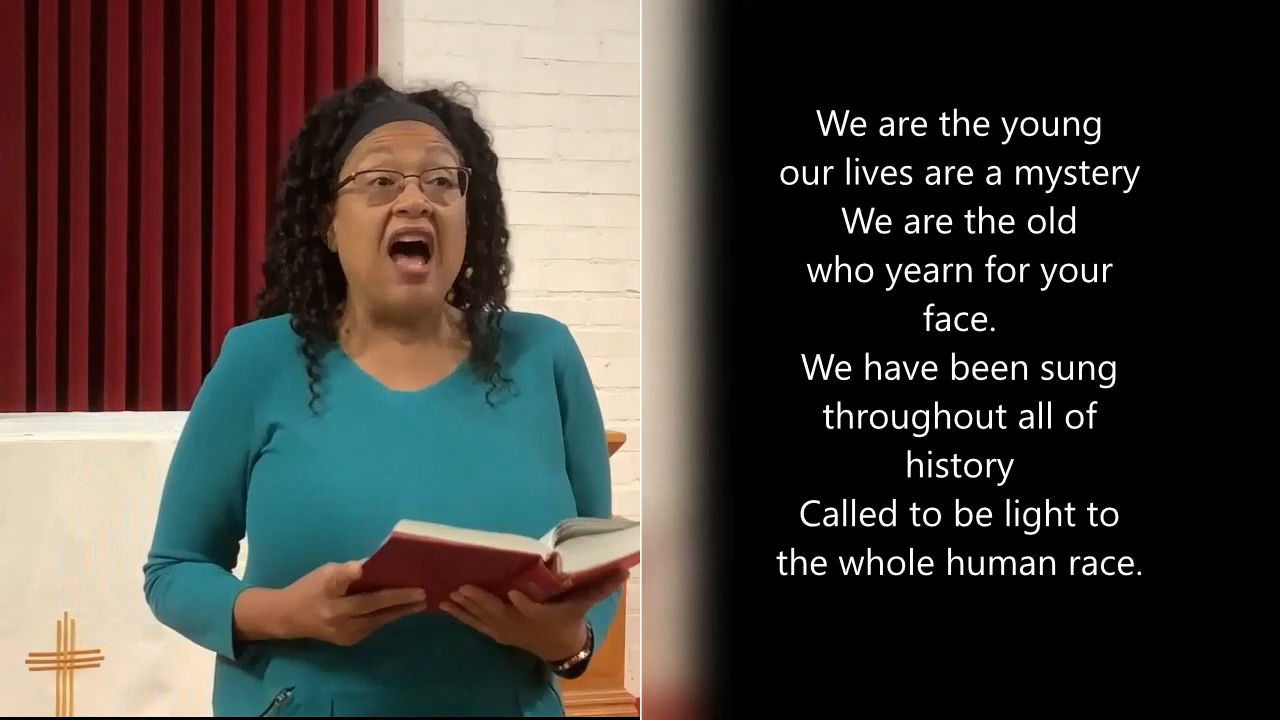 We are the young
our lives are a mystery
We are the old
who yearn for your
face.
We have been sung
throughout all of
history
Called to be light to
the whole human race.